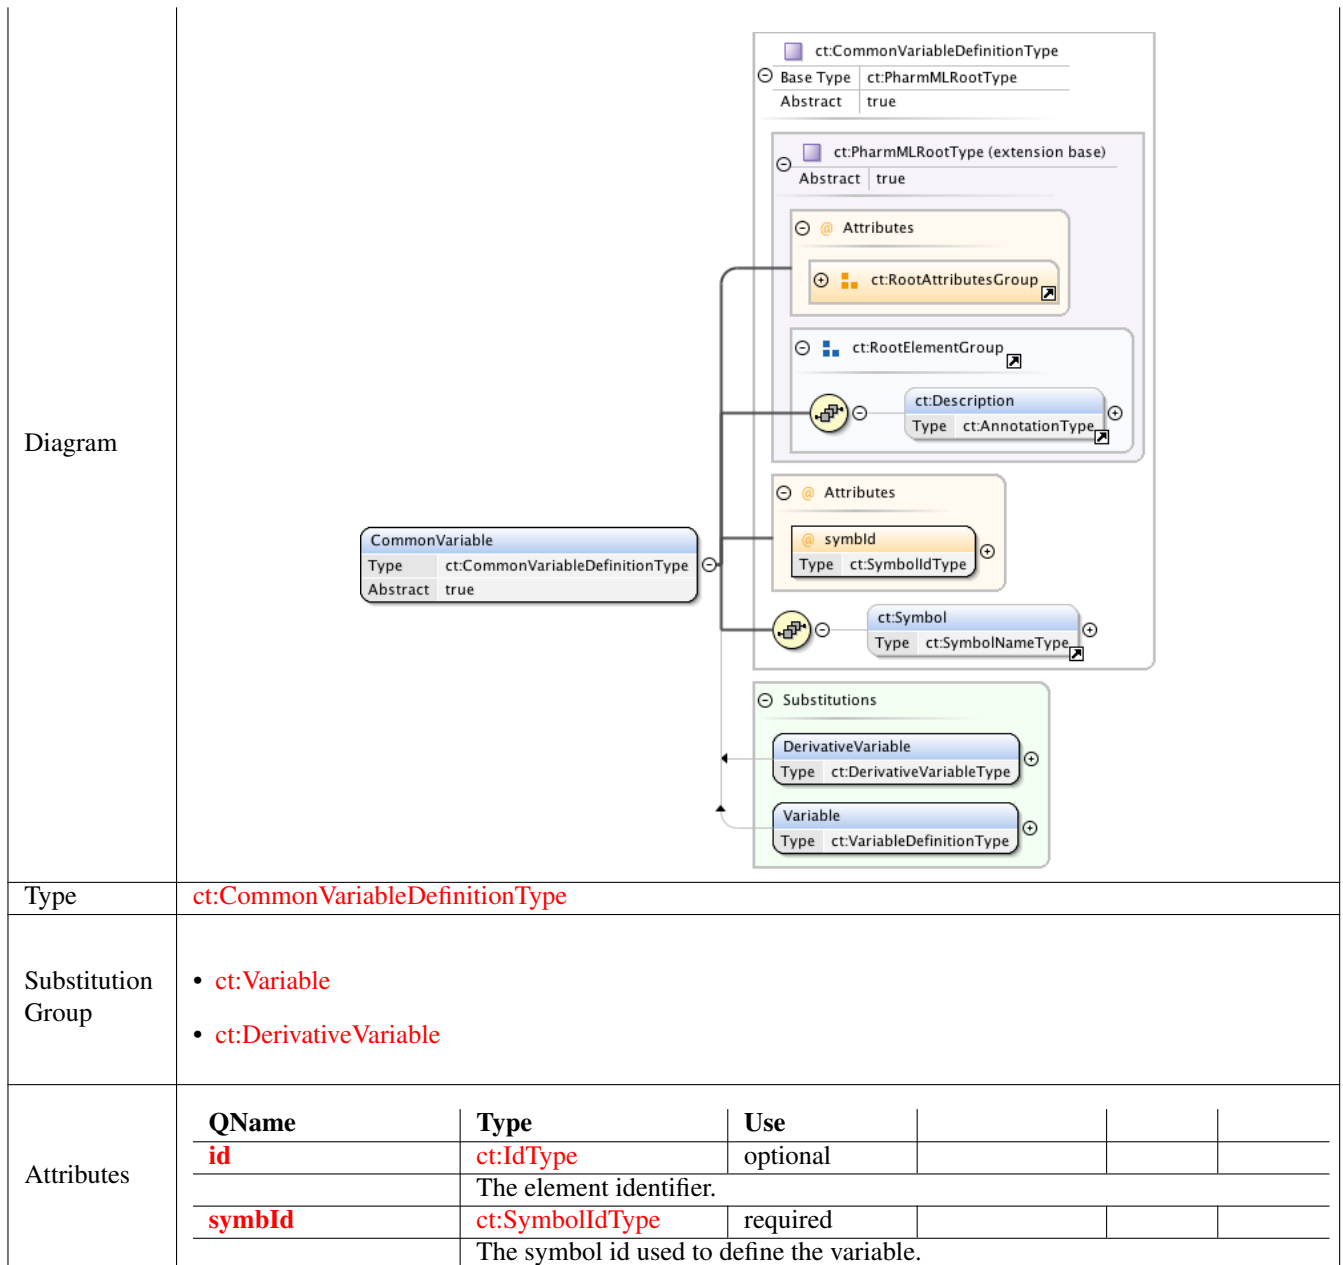 Diagram
ct:CommonVariableDefinitionType
Base Type ct:PharmMLRootType
Abstract true
ct:PharmMLRootType (extension base)
Abstract true
@ Attributes
ct:RootAttributesGroup
ct:RootElementGroup
ct:Description
Type ct:AnnotationType
@ Attributes
@ symbId
Type ct:SymbolIdType
CommonVariable
Type ct:CommonVariableDefinitionType
Abstract true
ct:Symbol
Type ct:SymbolNameType
Substitutions
DerivativeVariable
Type ct:DerivativeVariableType
Variable
Type ct:VariableDefinitionType
Type ct:CommonVariableDefinitionType
Substitution
Group
• ct:Variable
• ct:DerivativeVariable
Attributes
QName Type Use
id ct:IdType optional
The element identifier.
symbId ct:SymbolIdType required
The symbol id used to define the variable.